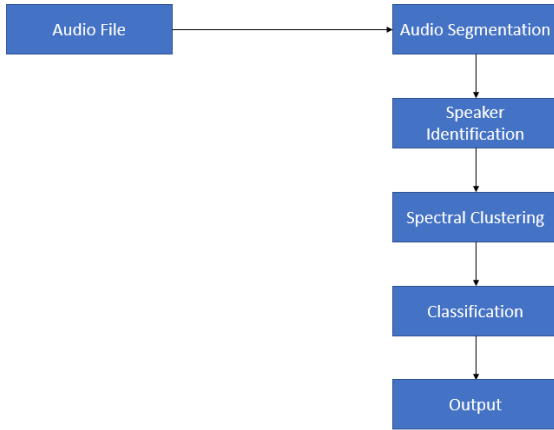 Audio File
Audio Segmentation
Speaker
Identification
Spectral Clustering
Classification
Output